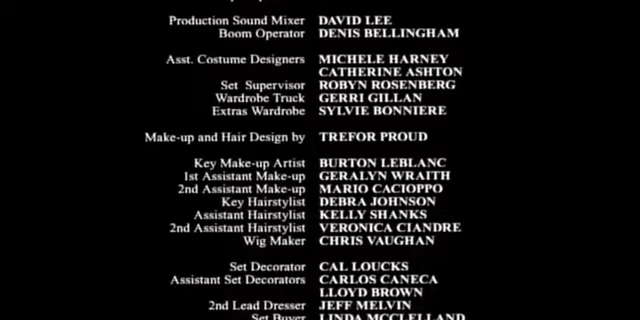 Production Sound Mixer DAVID LEE
Boom Operator DENIS BELLINGHAM
Asst. Costume Designers MICHELE HARNEY
CATHERINE ASHTON
Set Supervisor ROBYN ROSENBERG
Wardrobe Truck GERRI GILLAN
Extras Wardrobe SYLVIE BONNIERE
Make-up and Hair Design by TREFOR PROUD
Key Make-up Artist BURTON LEBLANC
1st Assistant Make-up GERALYN WRAITH
2nd Assistant Make-up MARIO CACIOPPO
Key Hairstylist DEBRA JOHNSON
Assistant Hairstylist KELLY SHANKS
2nd Assistant Hairstylist VERONICA CIANDRE
Wig Maker CHRIS VAUGHAN
Set Decorator CAL LOUCKS
Assistant Set Decorators CARLOS CANECA
LLOYD BROWN
2nd Lead Dresser JEFF MELVIN
Set Buyer LINDA MCCLELLAND